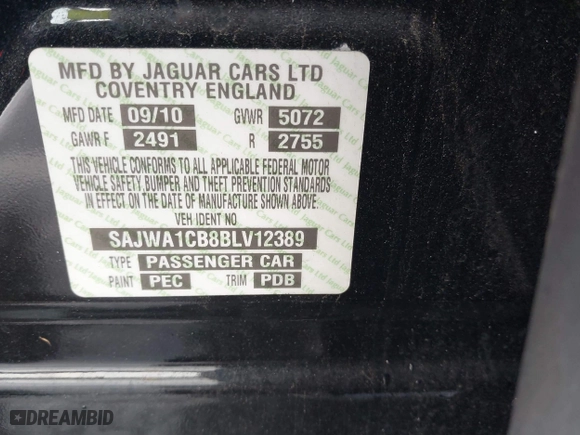 MFD BY JAGUAR CARS LTD
COVENTRY ENGLAND
MFD DATE 09/10 GVWR 5072
GAWR F 2491 R 2755
THIS VEHICLE CONFORMS TO ALL APPLICABLE FEDERAL MOTOR
VEHICLE SAFETY, BUMPER AND THEFT PREVENTION STANDARDS
IN EFFECT ON THE DATE OF MANUFACTURE SHOWN ABOVE.
VEH IDENT NO
SAJWA1CB8BLV12389
TYPE PASSENGER CAR
PAINT PEC TRIM PDB
DREAMBID